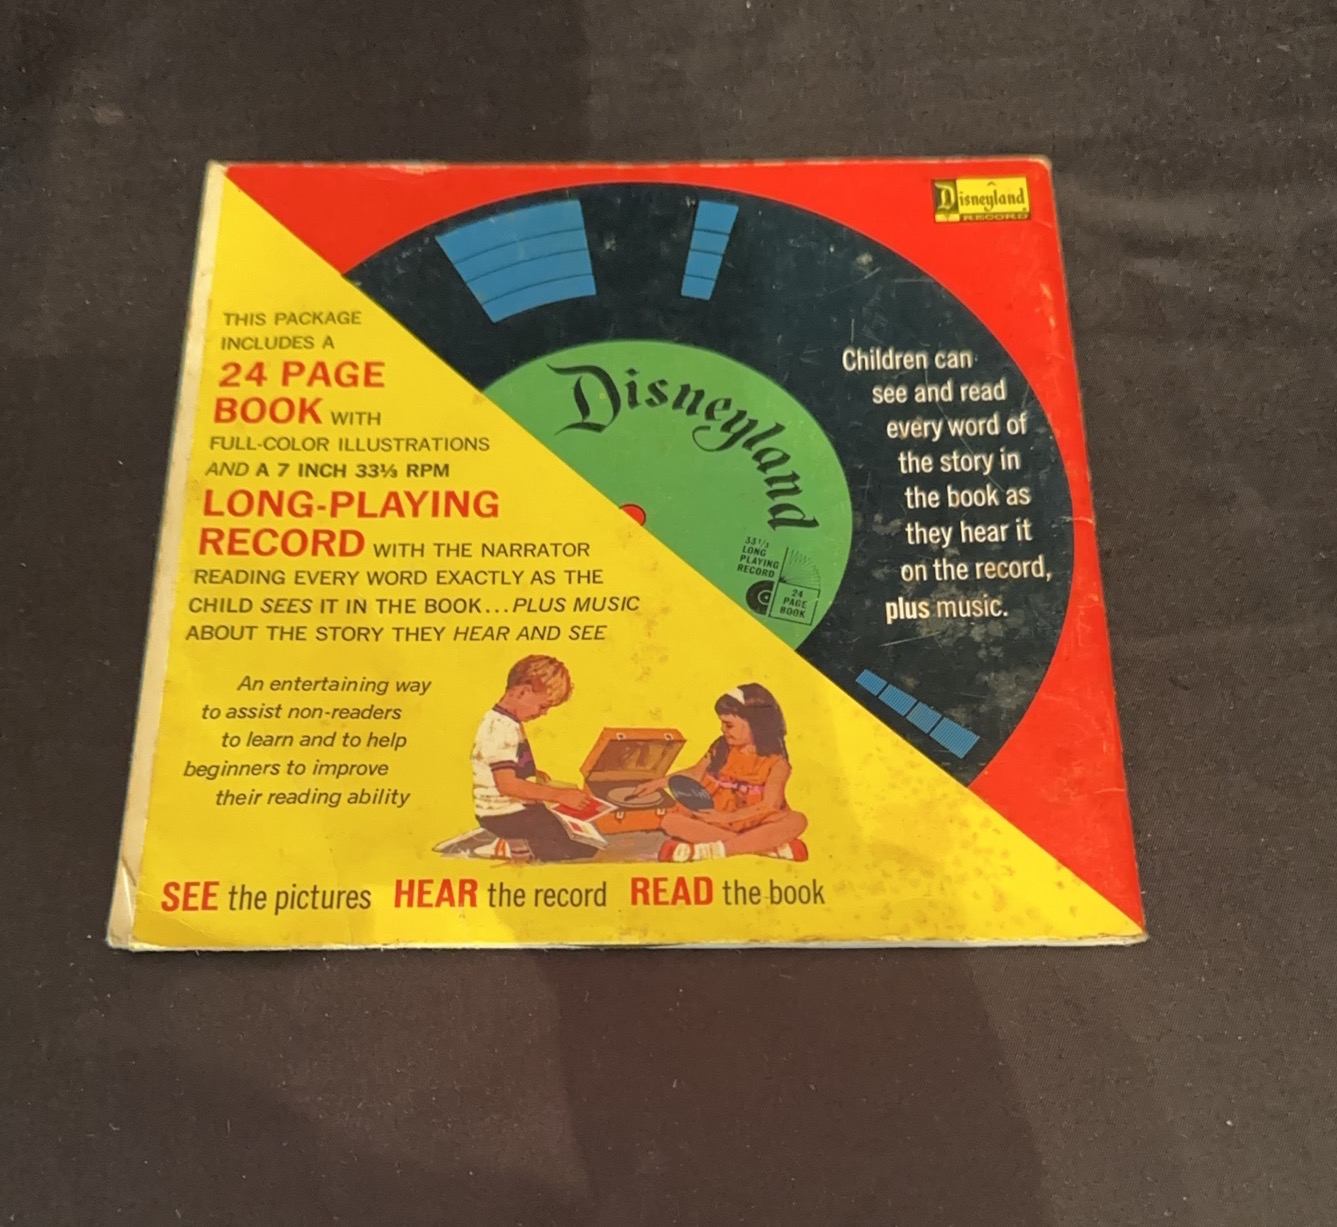 Disneyland
RECORD
THIS PACKAGE
INCLUDES A
24 PAGE
BOOK WITH
FULL-COLOR ILLUSTRATIONS
AND A 7 INCH 33⅓ RPM
LONG-PLAYING
RECORD WITH THE NARRATOR
READING EVERY WORD EXACTLY AS THE
CHILD SEES IT IN THE BOOK...PLUS MUSIC
ABOUT THE STORY THEY HEAR AND SEE
An entertaining way
to assist non-readers
to learn and to help
beginners to improve
their reading ability
Disneyland
33⅓
LONG
PLAYING
RECORD
24
PAGE
BOOK
Children can
see and read
every word of
the story in
the book as
they hear it
on the record,
plus music.
SEE the pictures HEAR the record READ the book